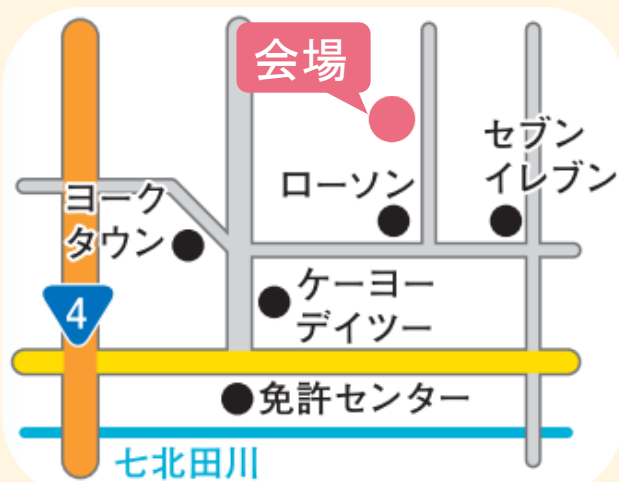 会場
セブン
イレブン
ローソン
ヨーク
タウン
ケーヨー
デイツー
4
免許センター
七北田川